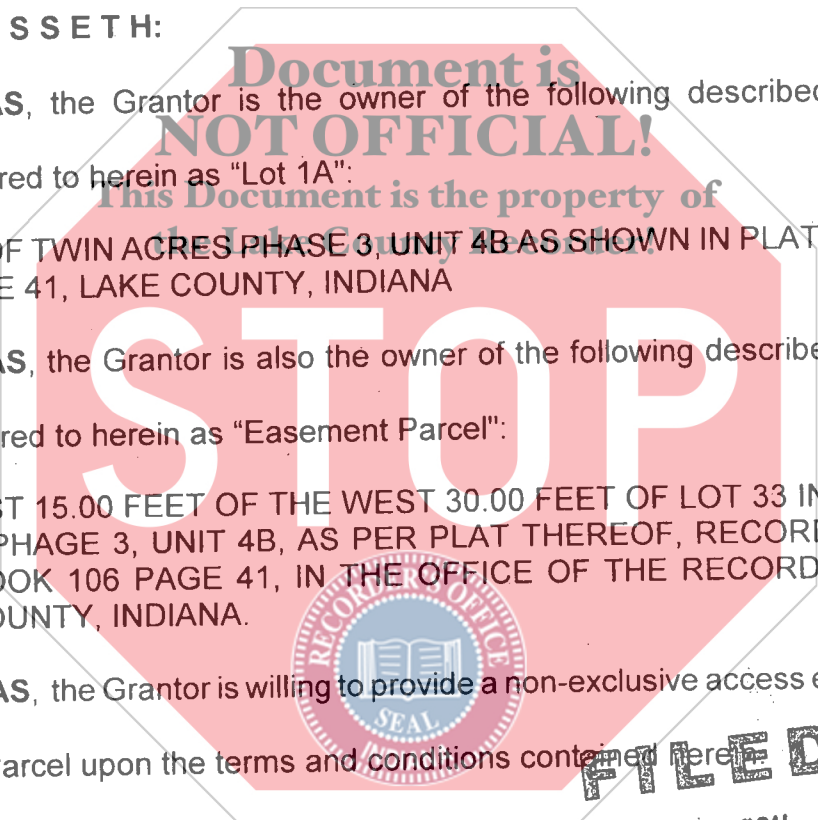 S S E T H:
Document is
AS, the Grantor is the owner of the following described
NOT OFFICIAL!
red to herein as “Lot 1A":
This Document is the property of
the Lake County Recorder!
OF TWIN ACRES PHASE 3, UNIT 4B AS SHOWN IN PLAT
E 41, LAKE COUNTY, INDIANA
STOP
AS, the Grantor is also the owner of the following describe
red to herein as “Easement Parcel":
ST 15.00 FEET OF THE WEST 30.00 FEET OF LOT 33 IN
PHAGE 3, UNIT 4B, AS PER PLAT THEREOF, RECOR
OOK 106 PAGE 41, IN THE OFFICE OF THE RECORD
OUNTY, INDIANA.
RECORDER'S OFFICE
SEAL
INDIANA
AS, the Grantor is willing to provide a non-exclusive access e
Parcel upon the terms and conditions contained herein.
FILED